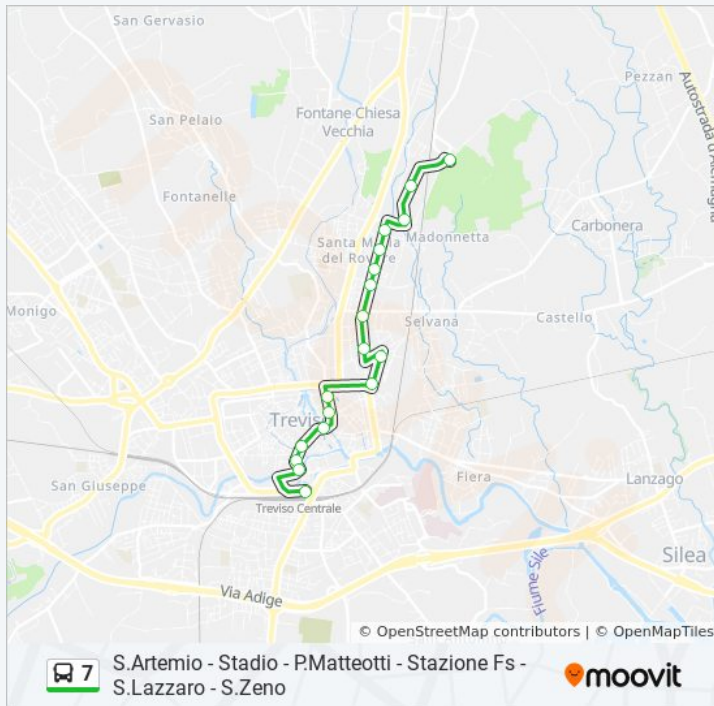 San Gervasio
Pezzan
Autostrada d'Alemagna
Fontane Chiesa
Vecchia
San Pelaio
Fontanelle
Carbonera
Santa Maria
del Rovere
Madonnetta
Monigo
Selvana
Castello
Treviso
San Giuseppe
Fiera
Lanzago
Treviso Centrale
Silea
Fiume Sile
Via Adige
© OpenStreetMap contributors | © OpenMapTiles
7
S.Artemio - Stadio - P.Matteotti - Stazione Fs -
S.Lazzaro - S.Zeno
moovit